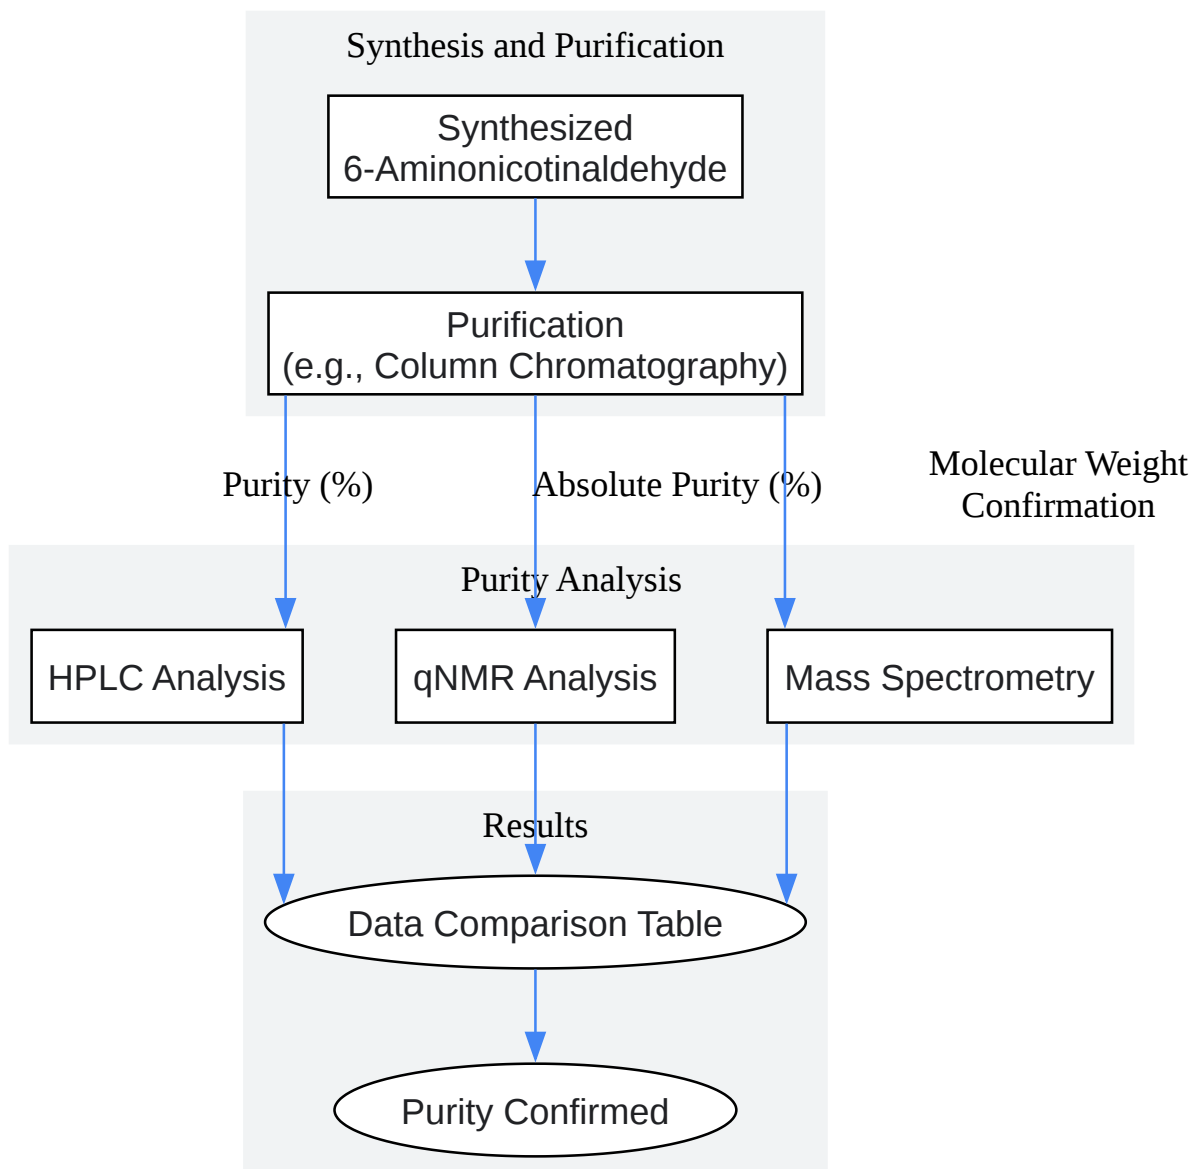 Synthesis and Purification
Synthesized
6-Aminonicotinaldehyde
Purification
(e.g., Column Chromatography)
Purity (%)
Absolute Purity (%)
Molecular Weight
Confirmation
Purity Analysis
HPLC Analysis
qNMR Analysis
Mass Spectrometry
Results
Data Comparison Table
Purity Confirmed